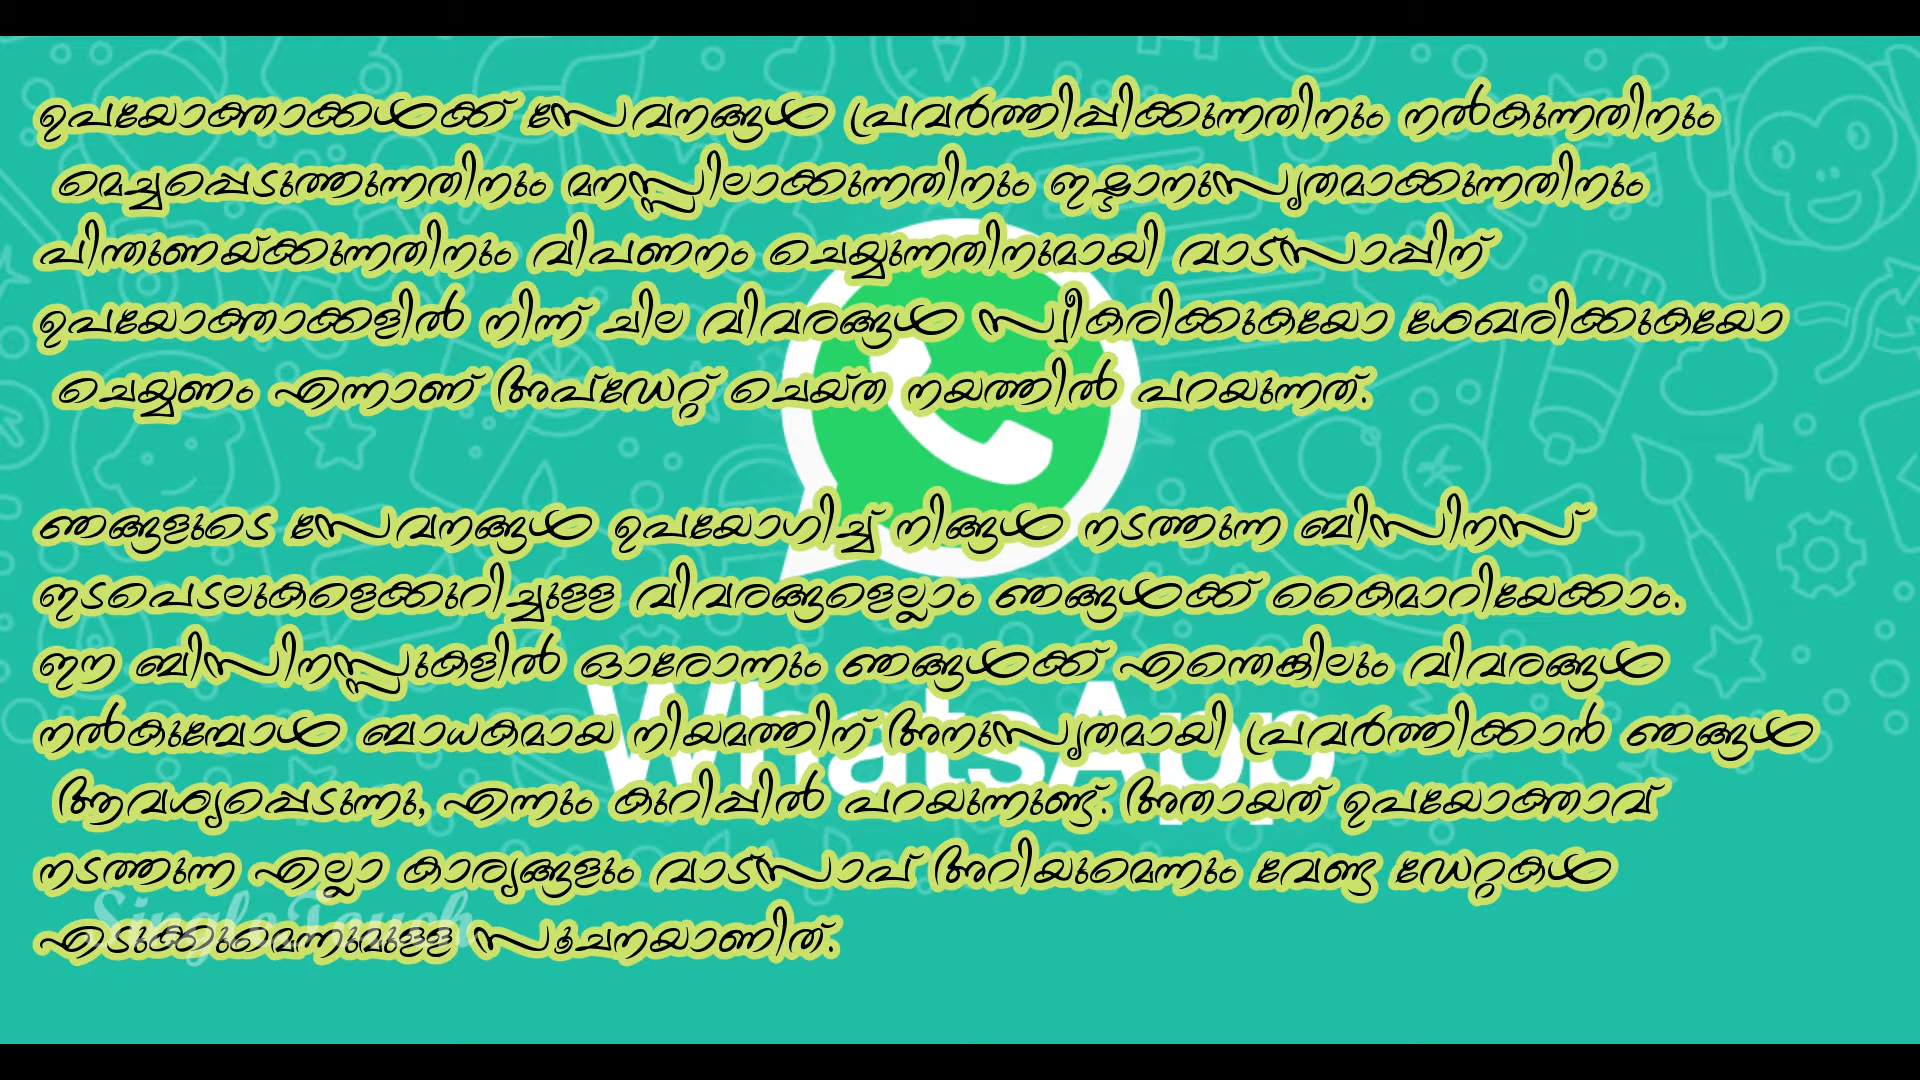 ഉപയോക്താക്കൾക്ക് സേവനങ്ങൾ പ്രവർത്തിപ്പിക്കുന്നതിനും നൽകുന്നതിനും
മെച്ചപ്പെടുത്തുന്നതിനും മനസ്സിലാക്കുന്നതിനും ഇഷ്ടാനുസൃതമാക്കുന്നതിനും
പിന്തുണയ്ക്കുന്നതിനും വിപണനം ചെയ്യുന്നതിനുമായി വാട്സാപ്പിന്
ഉപയോക്താക്കളിൽ നിന്ന് ചില വിവരങ്ങൾ സ്വീകരിക്കുകയോ ശേഖരിക്കുകയോ
ചെയ്യണം എന്നാണ് അപ്ഡേറ്റ് ചെയ്ത നയത്തിൽ പറയുന്നത്.
ഞങ്ങളുടെ സേവനങ്ങൾ ഉപയോഗിച്ച് നിങ്ങൾ നടത്തുന്ന ബിസിനസ്
ഇടപെടലുകളെക്കുറിച്ചുള്ള വിവരങ്ങളെല്ലാം ഞങ്ങൾക്ക് കൈമാറിയേക്കാം.
ഈ ബിസിനസ്സുകളിൽ ഓരോന്നും ഞങ്ങൾക്ക് എന്തെങ്കിലും വിവരങ്ങൾ
നൽകുമ്പോൾ ബാധകമായ നിയമത്തിന് അനുസൃതമായി പ്രവർത്തിക്കാൻ ഞങ്ങൾ
ആവശ്യപ്പെടുന്നു, എന്നും കുറിപ്പിൽ പറയുന്നുണ്ട്. അതായത് ഉപയോക്താവ്
നടത്തുന്ന എല്ലാ കാര്യങ്ങളും വാട്സാപ് അറിയുമെന്നും വേണ്ട ഡേറ്റകൾ
എടുക്കുമെന്നുമുള്ള സൂചനയാണിത്.
WhatsApp
Single Touch